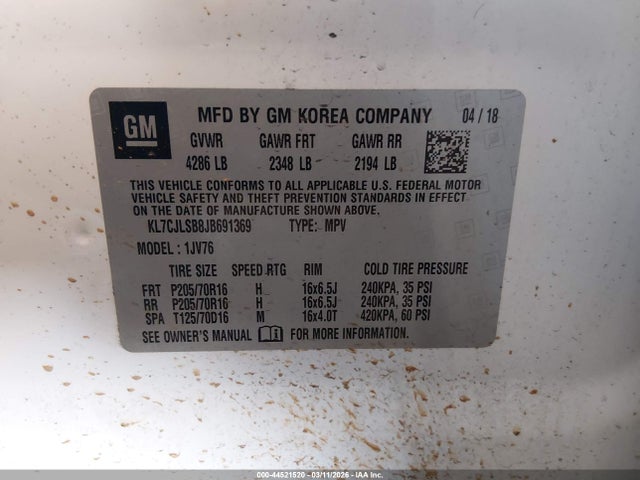 GM
MFD BY GM KOREA COMPANY 04 / 18
GVWR GAWR FRT GAWR RR
4286 LB 2348 LB 2194 LB
THIS VEHICLE CONFORMS TO ALL APPLICABLE U.S. FEDERAL MOTOR
VEHICLE SAFETY AND THEFT PREVENTION STANDARDS IN EFFECT
ON THE DATE OF MANUFACTURE SHOWN ABOVE.
KL7CJLSB8JB691369 TYPE: MPV
MODEL : 1JV76
TIRE SIZE SPEED RTG RIM COLD TIRE PRESSURE
FRT P205/70R16 H 16x6.5J 240KPA, 35 PSI
RR P205/70R16 H 16x6.5J 240KPA, 35 PSI
SPA T125/70D16 M 16x4.0T 420KPA, 60 PSI
SEE OWNER'S MANUAL FOR MORE INFORMATION.
000-44521520 - 03/11/2026 - IAA Inc.